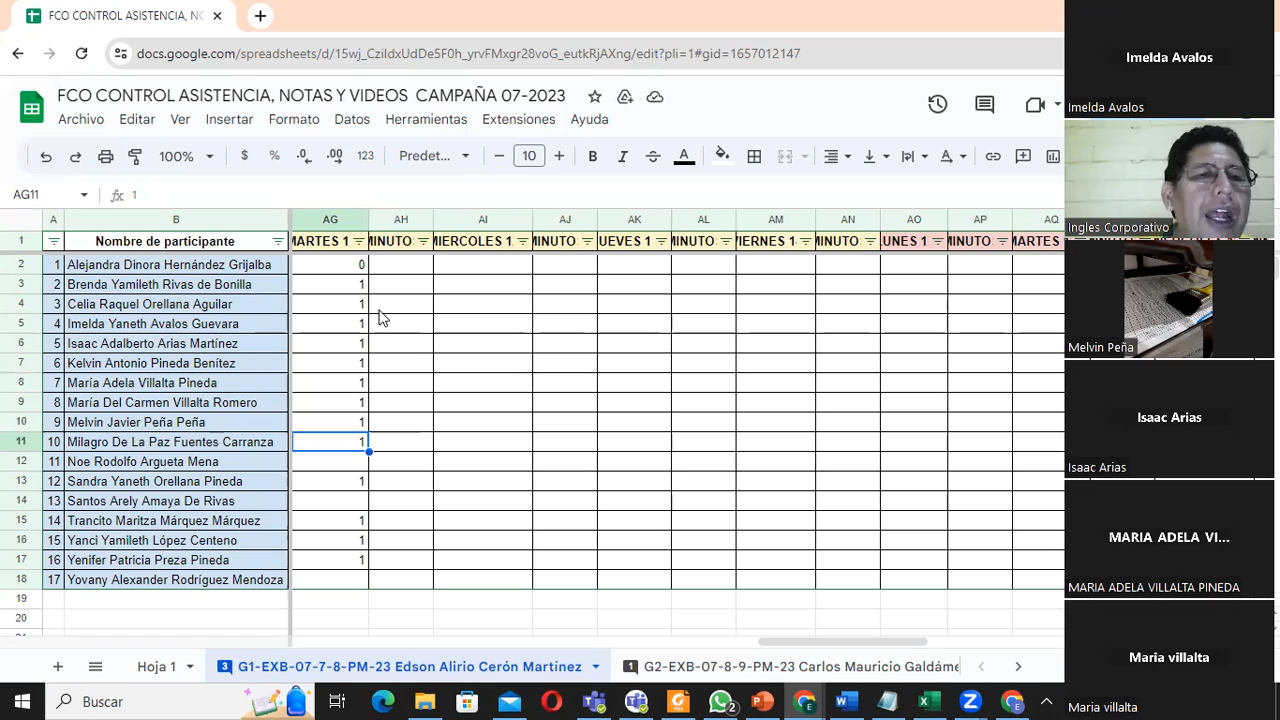 FCO CONTROL ASISTENCIA, NC
docs.google.com/spreadsheets/d/15wj_CziIdxUdDe5F0h_yrvFMxgr28voG_eutkRjAXng/edit?pli=1#gid=1657012147
FCO CONTROL ASISTENCIA, NOTAS Y VIDEOS CAMPAÑA 07-2023
Archivo Editar Ver Insertar Formato Datos Herramientas Extensiones Ayuda
100% $ % .0 .00 123 Predet... 10 B I A
AG11 fx 1
A B AG AH AI AJ AK AL AM AN AO AP AQ
1 Nombre de participante MARTES 1 MINUTO MIERCOLES 1 MINUTO UEVES 1 MINUTO VIERNES 1 MINUTO UNES 1 MINUTO MARTES
2 1 Alejandra Dinora Hernández Grijalba 0
3 2 Brenda Yamileth Rivas de Bonilla 1
4 3 Celia Raquel Orellana Aguilar 1
5 4 Imelda Yaneth Avalos Guevara 1
6 5 Isaac Adalberto Arias Martínez 1
7 6 Kelvin Antonio Pineda Benítez 1
8 7 María Adela Villalta Pineda 1
9 8 María Del Carmen Villalta Romero 1
10 9 Melvin Javier Peña Peña 1
11 10 Milagro De La Paz Fuentes Carranza 1
12 11 Noe Rodolfo Argueta Mena
13 12 Sandra Yaneth Orellana Pineda 1
14 13 Santos Arely Amaya De Rivas
15 14 Trancito Maritza Márquez Márquez 1
16 15 Yanci Yamileth López Centeno 1
17 16 Yenifer Patricia Preza Pineda 1
18 17 Yovany Alexander Rodríguez Mendoza
19
20
Hoja 1 3 G1-EXB-07-7-8-PM-23 Edson Alirio Cerón Martínez 1 G2-EXB-07-8-9-PM-23 Carlos Mauricio Galdáme
Buscar
2
Imelda Avalos
Imelda Avalos
Ingles Corporativo
Melvin Peña
Isaac Arias
Isaac Arias
MARIA ADELA VI...
MARIA ADELA VILLALTA PINEDA
Maria villalta
Maria villalta